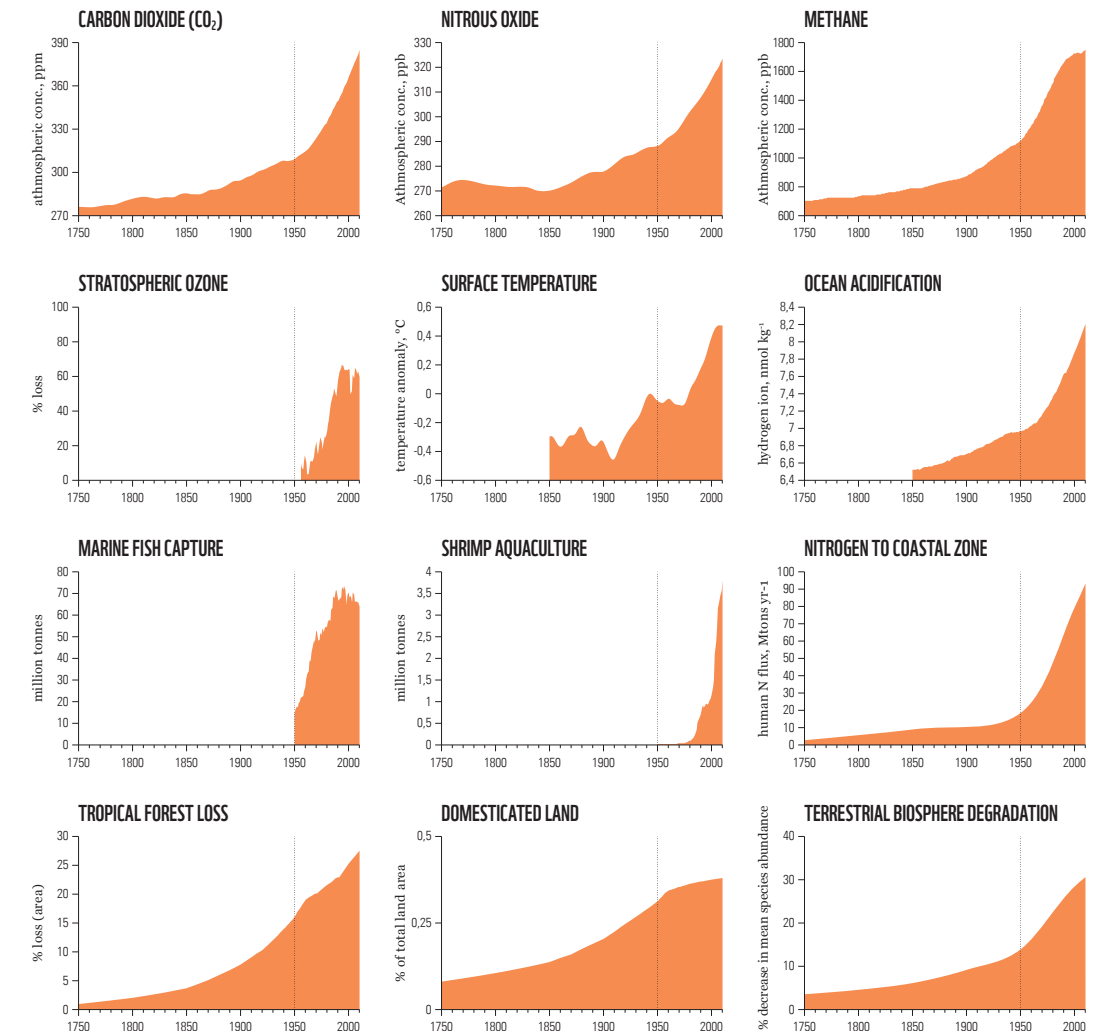 CARBON DIOXIDE (CO₂)
athmospheric conc., ppm
390
360
330
300
270
1750 1800 1850 1900 1950 2000
NITROUS OXIDE
Athmospheric conc., ppb
330
320
310
300
290
280
270
260
1750 1800 1850 1900 1950 2000
METHANE
Athmospheric conc., ppb
1800
1600
1400
1200
1000
800
600
1750 1800 1850 1900 1950 2000
STRATOSPHERIC OZONE
% loss
100
80
60
40
20
0
1750 1800 1850 1900 1950 2000
SURFACE TEMPERATURE
temperature anomaly, °C
0,6
0,4
0,2
0
-0,2
-0,4
-0,6
1750 1800 1850 1900 1950 2000
OCEAN ACIDIFICATION
hydrogen ion, nmol kg⁻¹
8,4
8,2
8
7,8
7,6
7,4
7,2
7
6,8
6,6
6,4
1750 1800 1850 1900 1950 2000
MARINE FISH CAPTURE
million tonnes
80
70
60
50
40
30
20
10
0
1750 1800 1850 1900 1950 2000
SHRIMP AQUACULTURE
million tonnes
4
3,5
3
2,5
2
1,5
1
0,5
0
1750 1800 1850 1900 1950 2000
NITROGEN TO COASTAL ZONE
human N flux, Mtons yr-1
100
90
80
70
60
50
40
30
20
10
0
1750 1800 1850 1900 1950 2000
TROPICAL FOREST LOSS
% loss (area)
30
25
20
15
10
5
0
1750 1800 1850 1900 1950 2000
DOMESTICATED LAND
% of total land area
0,5
0,25
0
1750 1800 1850 1900 1950 2000
TERRESTRIAL BIOSPHERE DEGRADATION
% decrease in mean species abundance
40
30
20
10
0
1750 1800 1850 1900 1950 2000